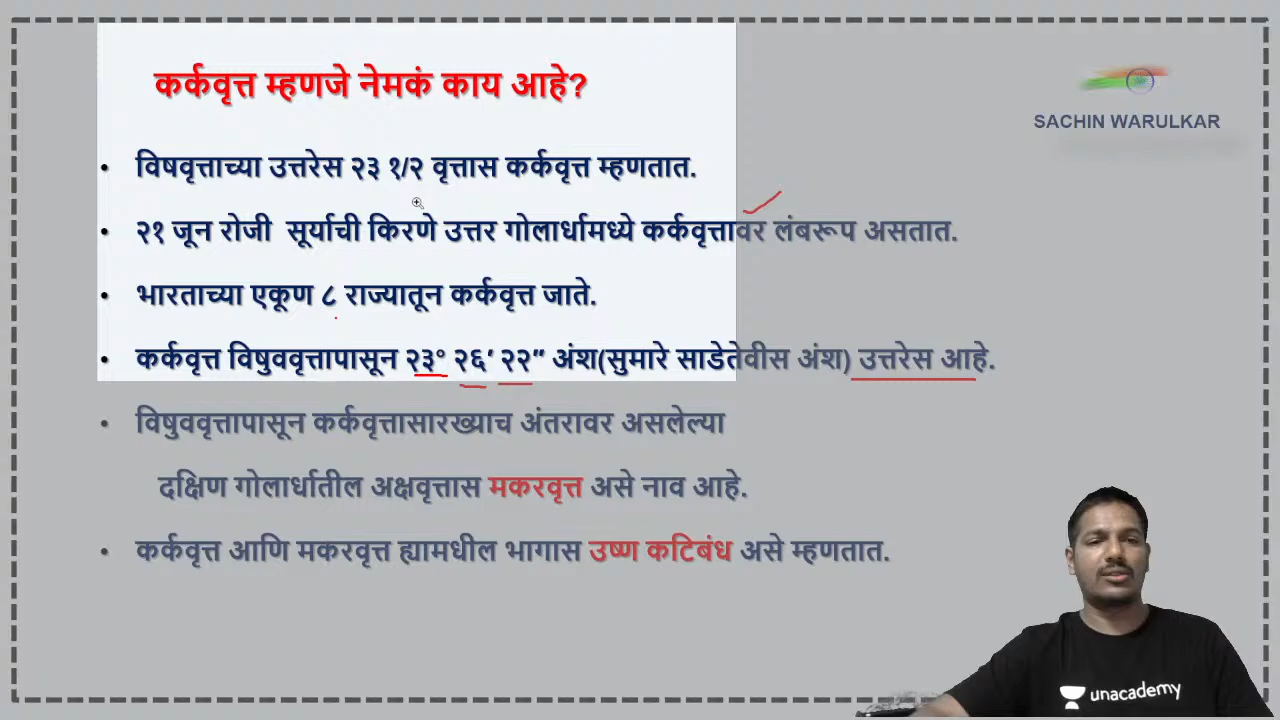 कर्कवृत्त म्हणजे नेमकं काय आहे?
SACHIN WARULKAR
• विषवृत्ताच्या उत्तरेस २३ १/२ वृत्तास कर्कवृत्त म्हणतात.
• २१ जून रोजी सूर्याची किरणे उत्तर गोलार्धामध्ये कर्कवृत्तावर लंबरूप असतात.
• भारताच्या एकूण ८ राज्यातून कर्कवृत्त जाते.
• कर्कवृत्त विषुववृत्तापासून २३° २६′ २२″ अंश(सुमारे साडेतेवीस अंश) उत्तरेस आहे.
• विषुववृत्तापासून कर्कवृत्तासारख्याच अंतरावर असलेल्या
दक्षिण गोलार्धातील अक्षवृत्तास मकरवृत्त असे नाव आहे.
• कर्कवृत्त आणि मकरवृत्त ह्यामधील भागास उष्ण कटिबंध असे म्हणतात.
unacademy